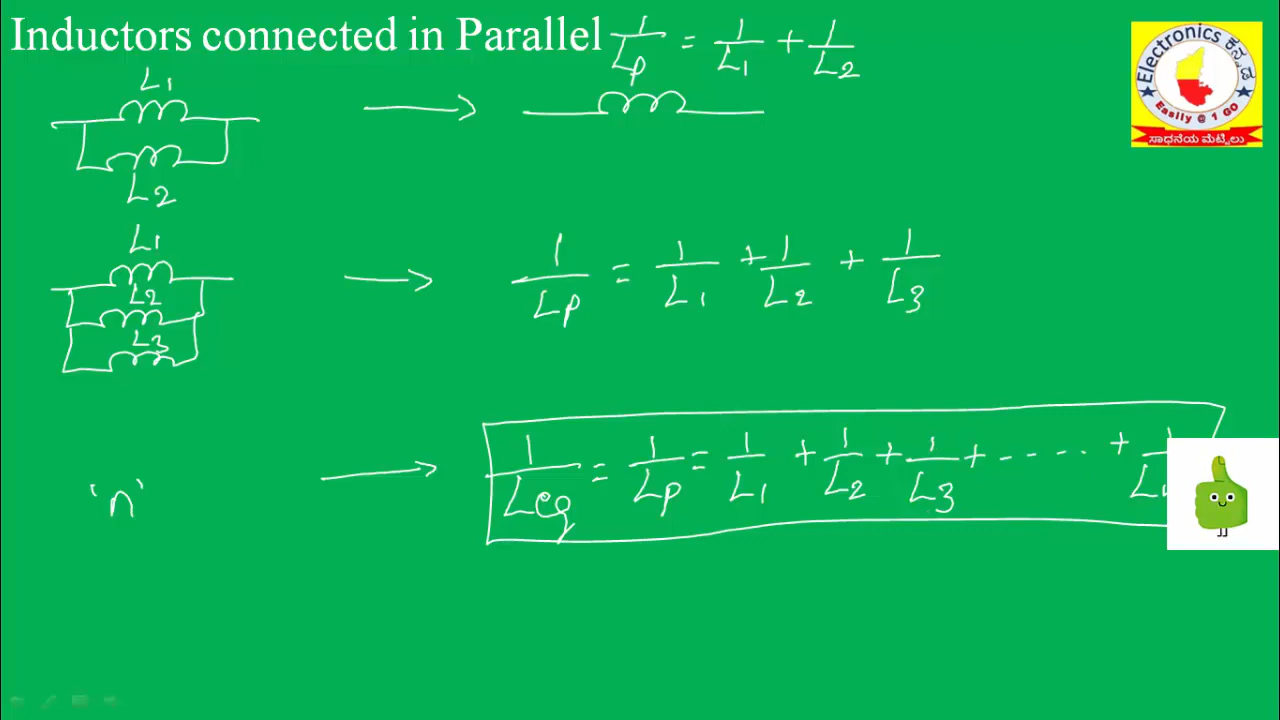 Inductors connected in Parallel
1/Lp = 1/L1 + 1/L2
L1
L2
L1
L2
L3
1/Lp = 1/L1 + 1/L2 + 1/L3
'n'
1/Leq = 1/Lp = 1/L1 + 1/L2 + 1/L3 + - - - - - +
Electronics ಕನ್ನಡ
Easily @ 1 GO
ಸಾಧನೆಯ ಮೆಟ್ಟಿಲು